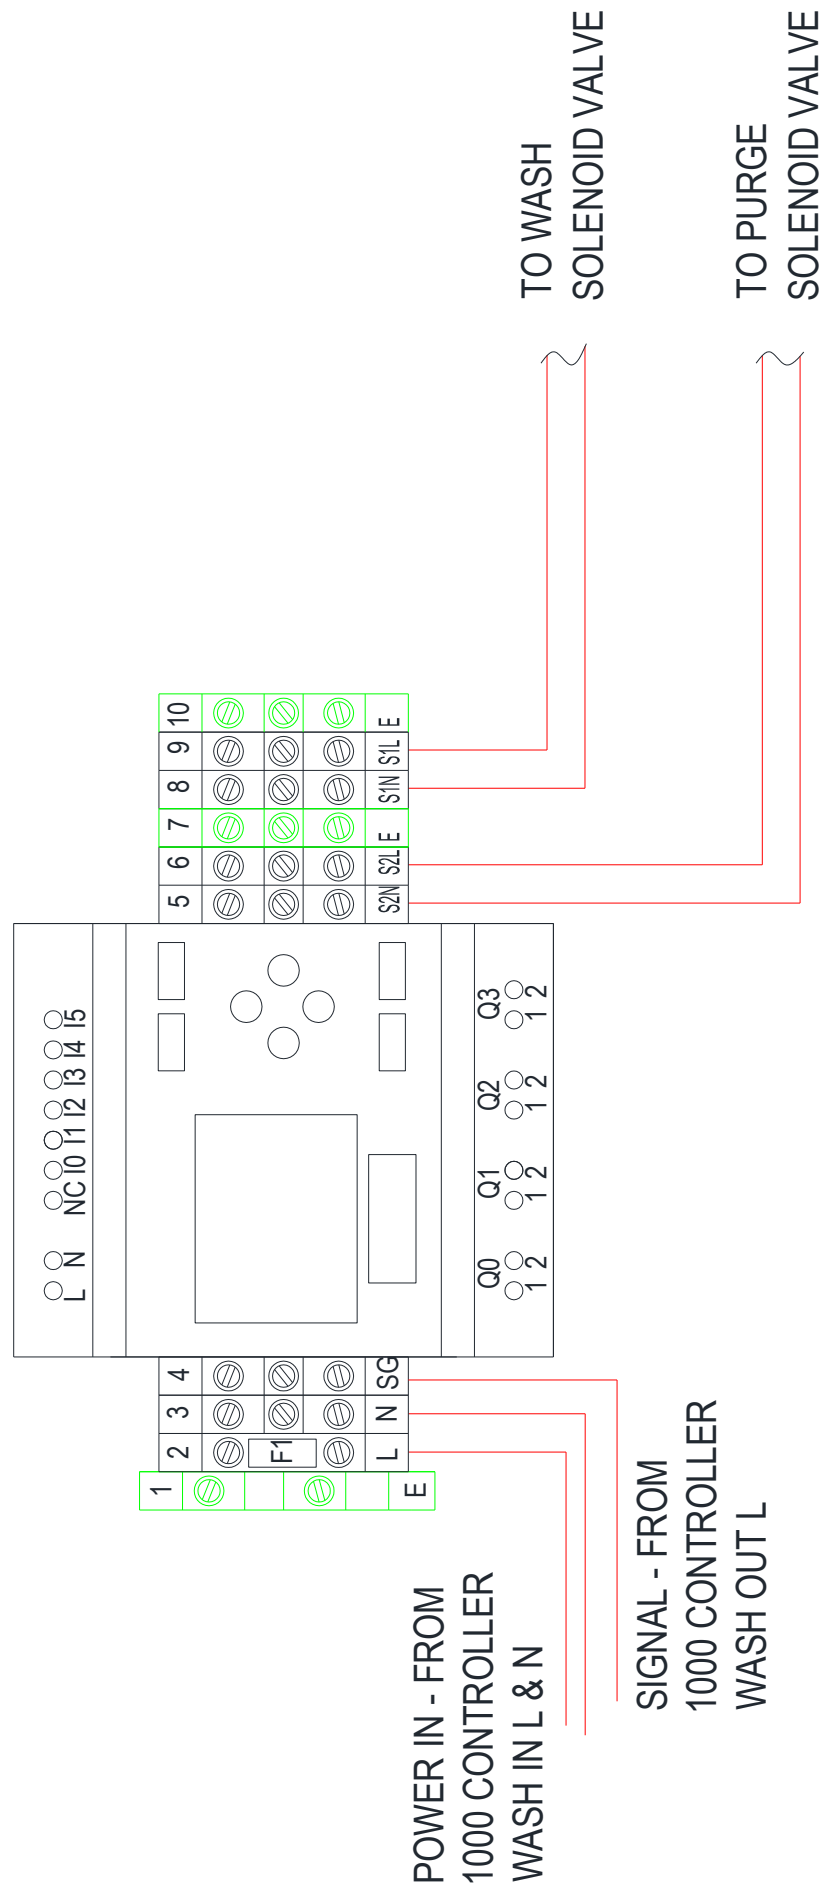 L N NC I0 I1 I2 I3 I4 I5
1 2 3 4 5 6 7 8 9 10
F1
E L N SG S2N S2L E S1N S1L E
Q0 Q1 Q2 Q3
1 2 1 2 1 2 1 2
POWER IN - FROM
1000 CONTROLLER
WASH IN L & N
SIGNAL - FROM
1000 CONTROLLER
WASH OUT L
TO WASH
SOLENOID VALVE
TO PURGE
SOLENOID VALVE